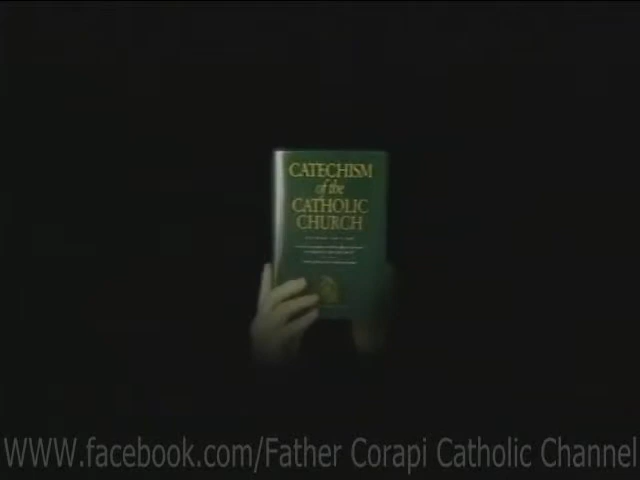 CATECHISM
of the
CATHOLIC
CHURCH
WWW.facebook.com/Father Corapi Catholic Channel